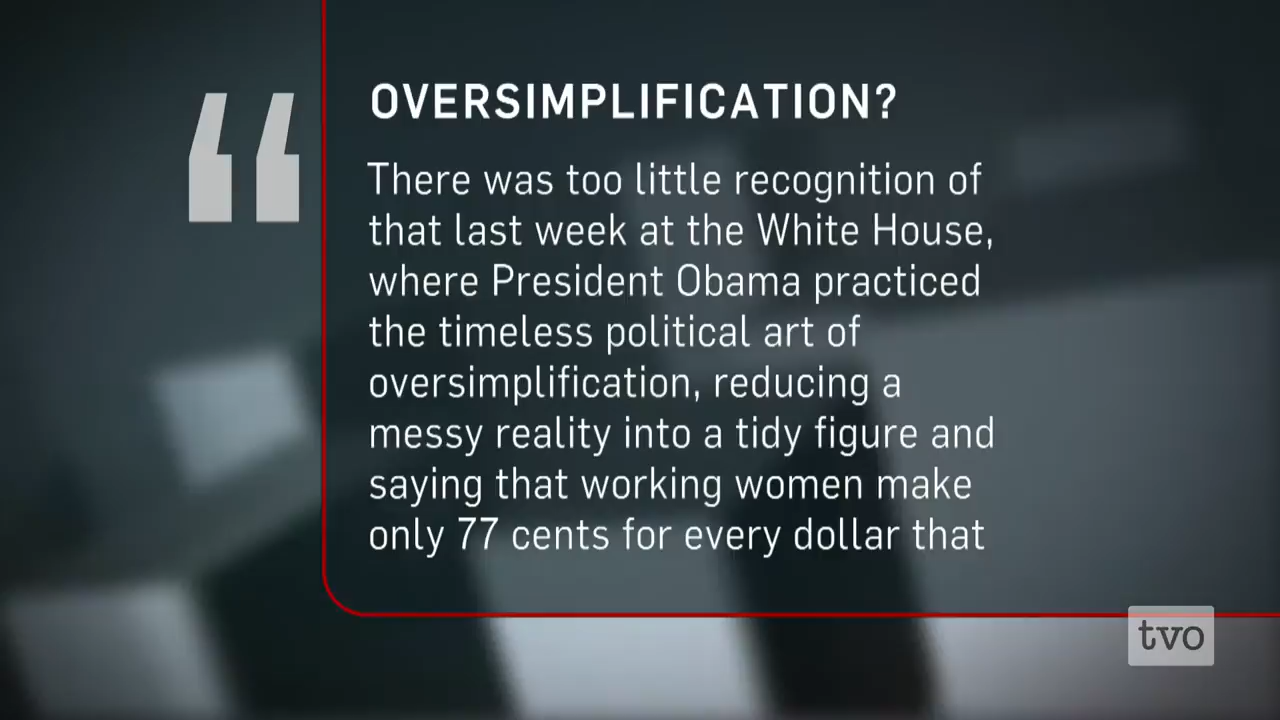 “
OVERSIMPLIFICATION?
There was too little recognition of
that last week at the White House,
where President Obama practiced
the timeless political art of
oversimplification, reducing a
messy reality into a tidy figure and
saying that working women make
only 77 cents for every dollar that
tvo